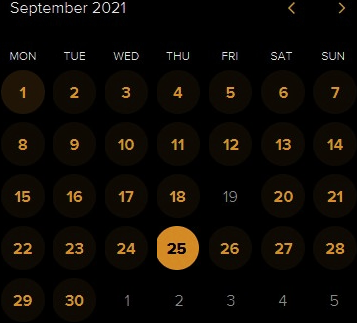 September 2021
MON TUE WED THU FRI SAT SUN
1 2 3 4 5 6 7
8 9 10 11 12 13 14
15 16 17 18 19 20 21
22 23 24 25 26 27 28
29 30 1 2 3 4 5